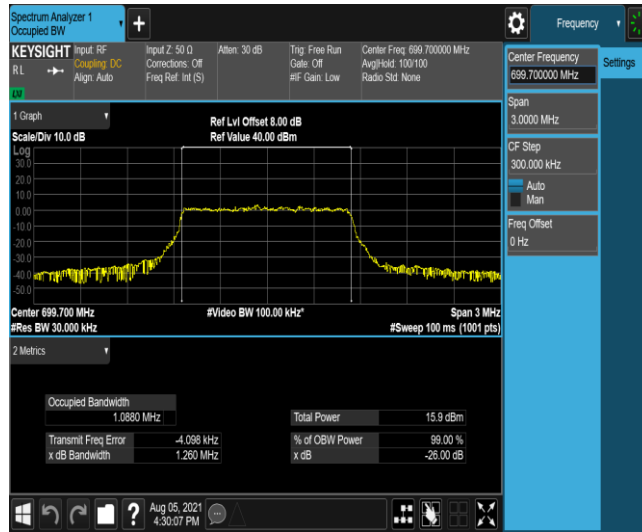 Spectrum Analyzer 1
Occupied BW
Frequency
KEYSIGHT
Input: RF
Input Z: 50 Ω
Atten: 30 dB
Trig: Free Run
Center Freq: 699.700000 MHz
R L
Coupling: DC
Corrections: Off
Gate: Off
Avg|Hold: 100/100
Align: Auto
Freq Ref: Int (S)
#IF Gain: Low
Radio Std: None
LXI
Center Frequency
699.700000 MHz
Settings
Span
3.0000 MHz
CF Step
300.000 kHz
Auto
Man
Freq Offset
0 Hz
1 Graph
Ref Lvl Offset 8.00 dB
Scale/Div 10.0 dB
Ref Value 40.00 dBm
Log
30.0
20.0
10.0
0.00
-10.0
-20.0
-30.0
-40.0
-50.0
Center 699.700 MHz
#Video BW 100.00 kHz*
Span 3 MHz
#Res BW 30.000 kHz
#Sweep 100 ms (1001 pts)
2 Metrics
Occupied Bandwidth
1.0880 MHz
Total Power
15.9 dBm
Transmit Freq Error
-4.098 kHz
% of OBW Power
99.00 %
x dB Bandwidth
1.260 MHz
x dB
-26.00 dB
?
Aug 05, 2021
4:30:07 PM